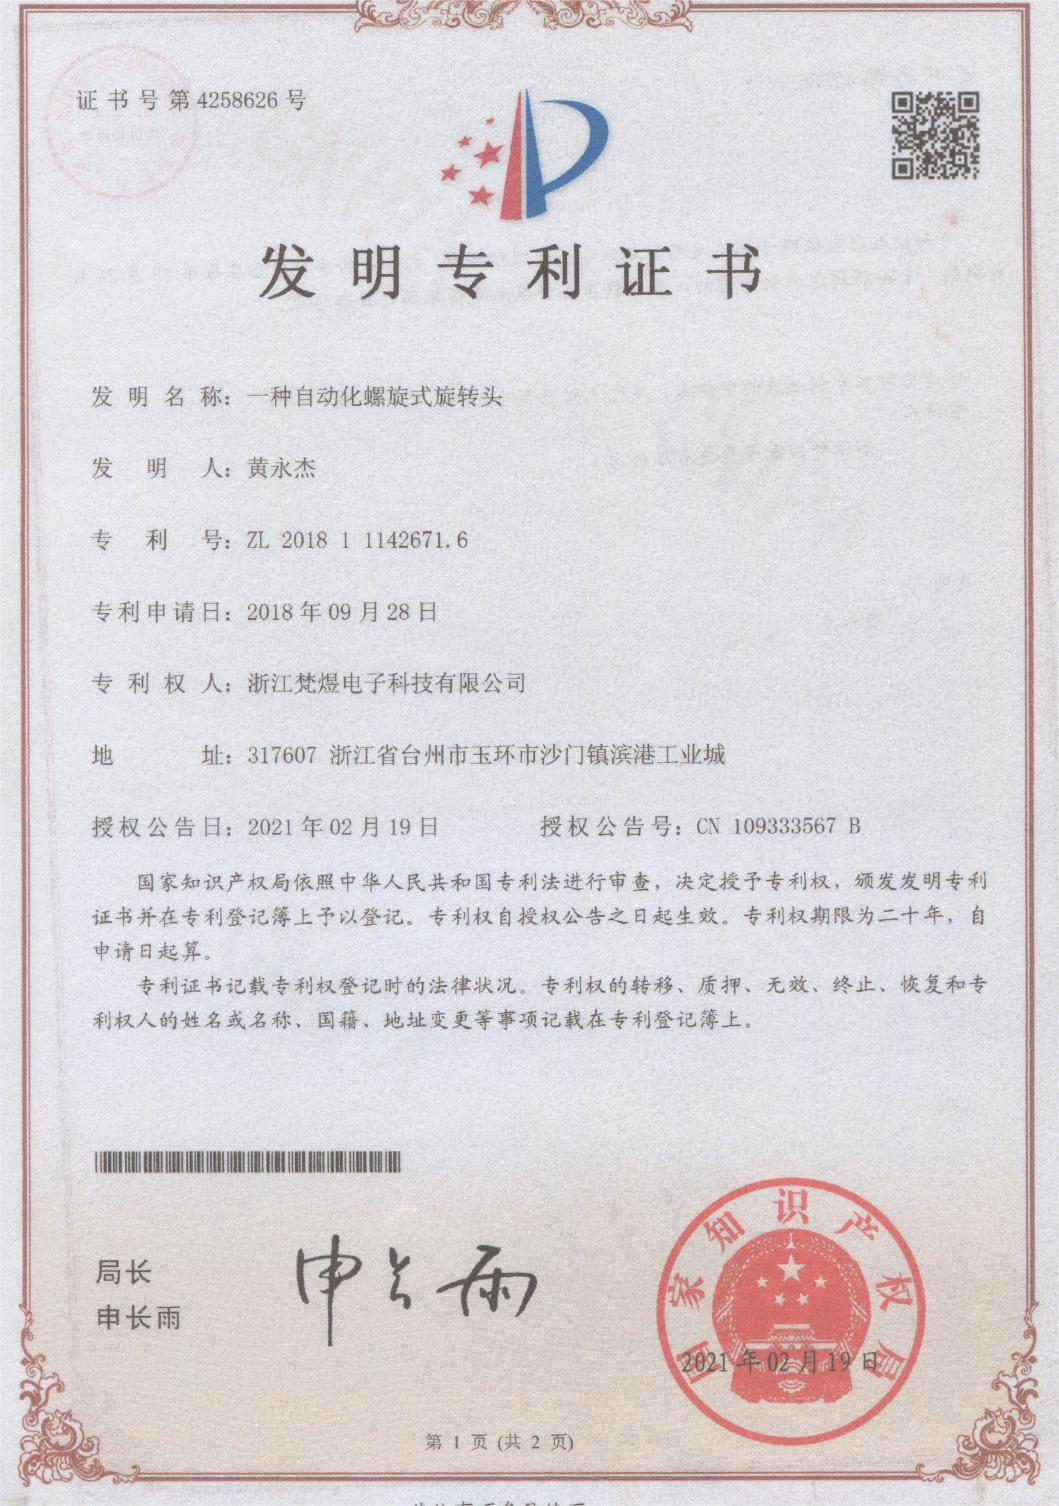 证书号第4258626号
发明专利证书
发明名称：一种自动化螺旋式旋转头
发明人：黄永杰
专利号：ZL 2018 1 1142671.6
专利申请日：2018年09月28日
专利权人：浙江梵煜电子科技有限公司
地址：317607 浙江省台州市玉环市沙门镇滨港工业城
授权公告日：2021年02月19日 授权公告号：CN 109333567 B
国家知识产权局依照中华人民共和国专利法进行审查，决定授予专利权，颁发发明专利
证书并在专利登记簿上予以登记。专利权自授权公告之日起生效。专利权期限为二十年，自
申请日起算。
专利证书记载专利权登记时的法律状况。专利权的转移、质押、无效、终止、恢复和专
利权人的姓名或名称、国籍、地址变更等事项记载在专利登记簿上。
局长
申长雨
申长雨
国家知识产权局
2021年02月19日
第 1 页 (共 2 页)